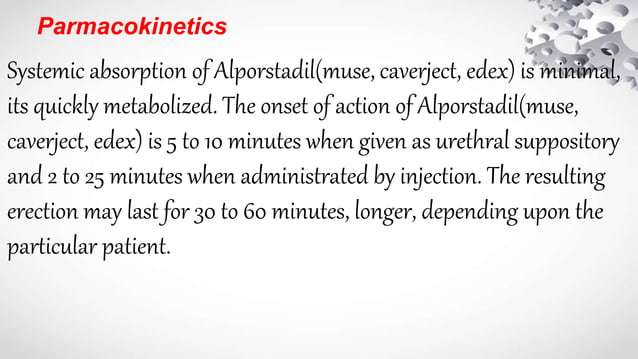 Parmacokinetics
Systemic absorption of Alporstadil(muse, caverject, edex) is minimal,
its quickly metabolized. The onset of action of Alporstadil(muse,
caverject, edex) is 5 to 10 minutes when given as urethral suppository
and 2 to 25 minutes when administrated by injection. The resulting
erection may last for 30 to 60 minutes, longer, depending upon the
particular patient.